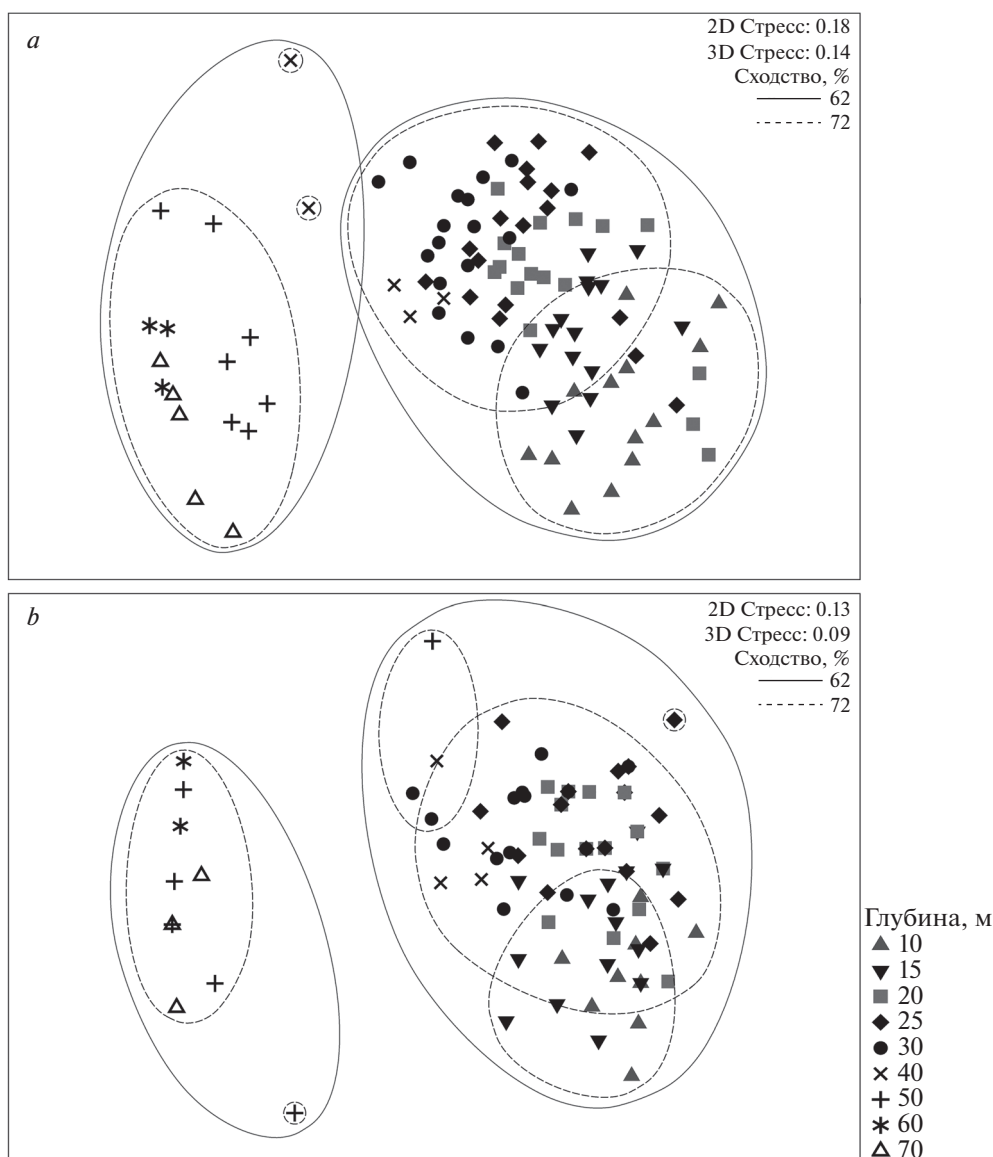 a
2D Стресс: 0.18
3D Стресс: 0.14
Сходство, %
62
72
b
2D Стресс: 0.13
3D Стресс: 0.09
Сходство, %
62
72
Глубина, м
10
15
20
25
30
40
50
60
70